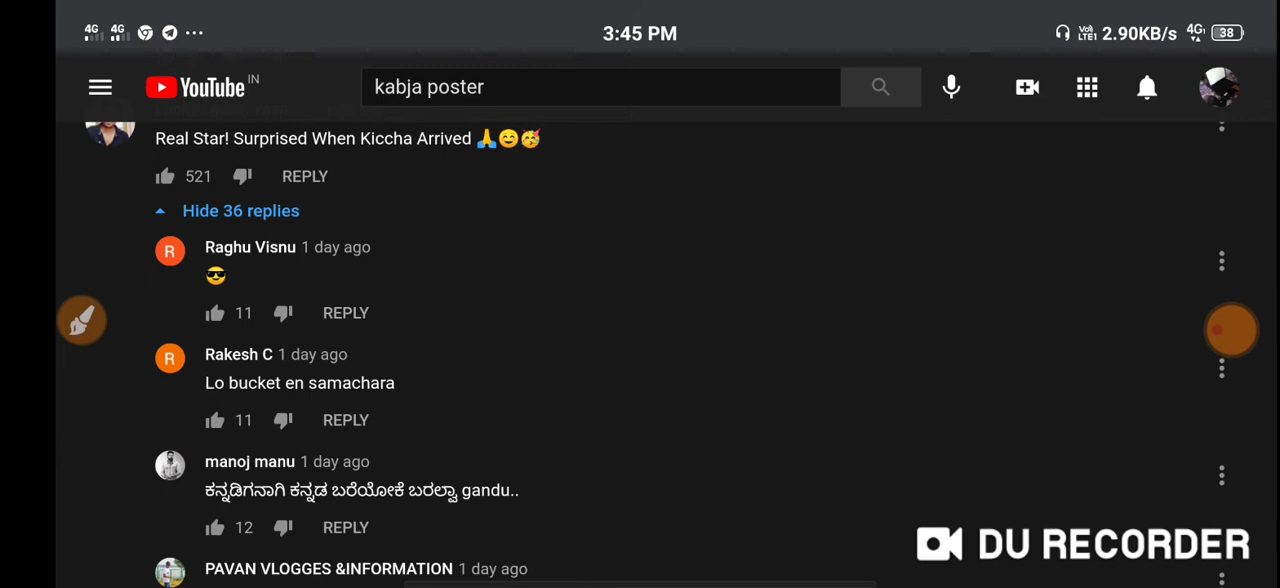 4G 4G ... 3:45 PM VoI LTE1 2.90KB/s 4G 38
YouTube IN kabja poster
Real Star! Surprised When Kiccha Arrived 🙏😊🥳
521 REPLY
Hide 36 replies
R Raghu Visnu 1 day ago
😎
11 REPLY
R Rakesh C 1 day ago
Lo bucket en samachara
11 REPLY
manoj manu 1 day ago
ಕನ್ನಡಿಗನಾಗಿ ಕನ್ನಡ ಬರೆಯೋಕೆ ಬರಲ್ವಾ gandu..
12 REPLY
DU RECORDER
PAVAN VLOGGES &INFORMATION 1 day ago